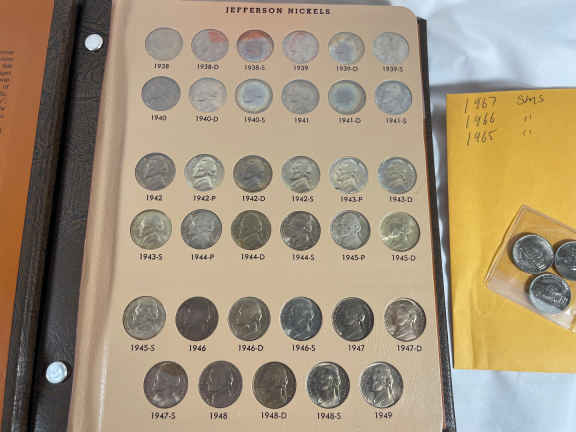 JEFFERSON NICKELS
1938 1938-D 1938-S 1939 1939-D 1939-S
1940 1940-D 1940-S 1941 1941-D 1941-S
1942 1942-P 1942-D 1942-S 1943-P 1943-D
1943-S 1944-P 1944-D 1944-S 1945-P 1945-D
1945-S 1946 1946-D 1946-S 1947 1947-D
1947-S 1948 1948-D 1948-S 1949
1967 SMS
1966 "
1965 "